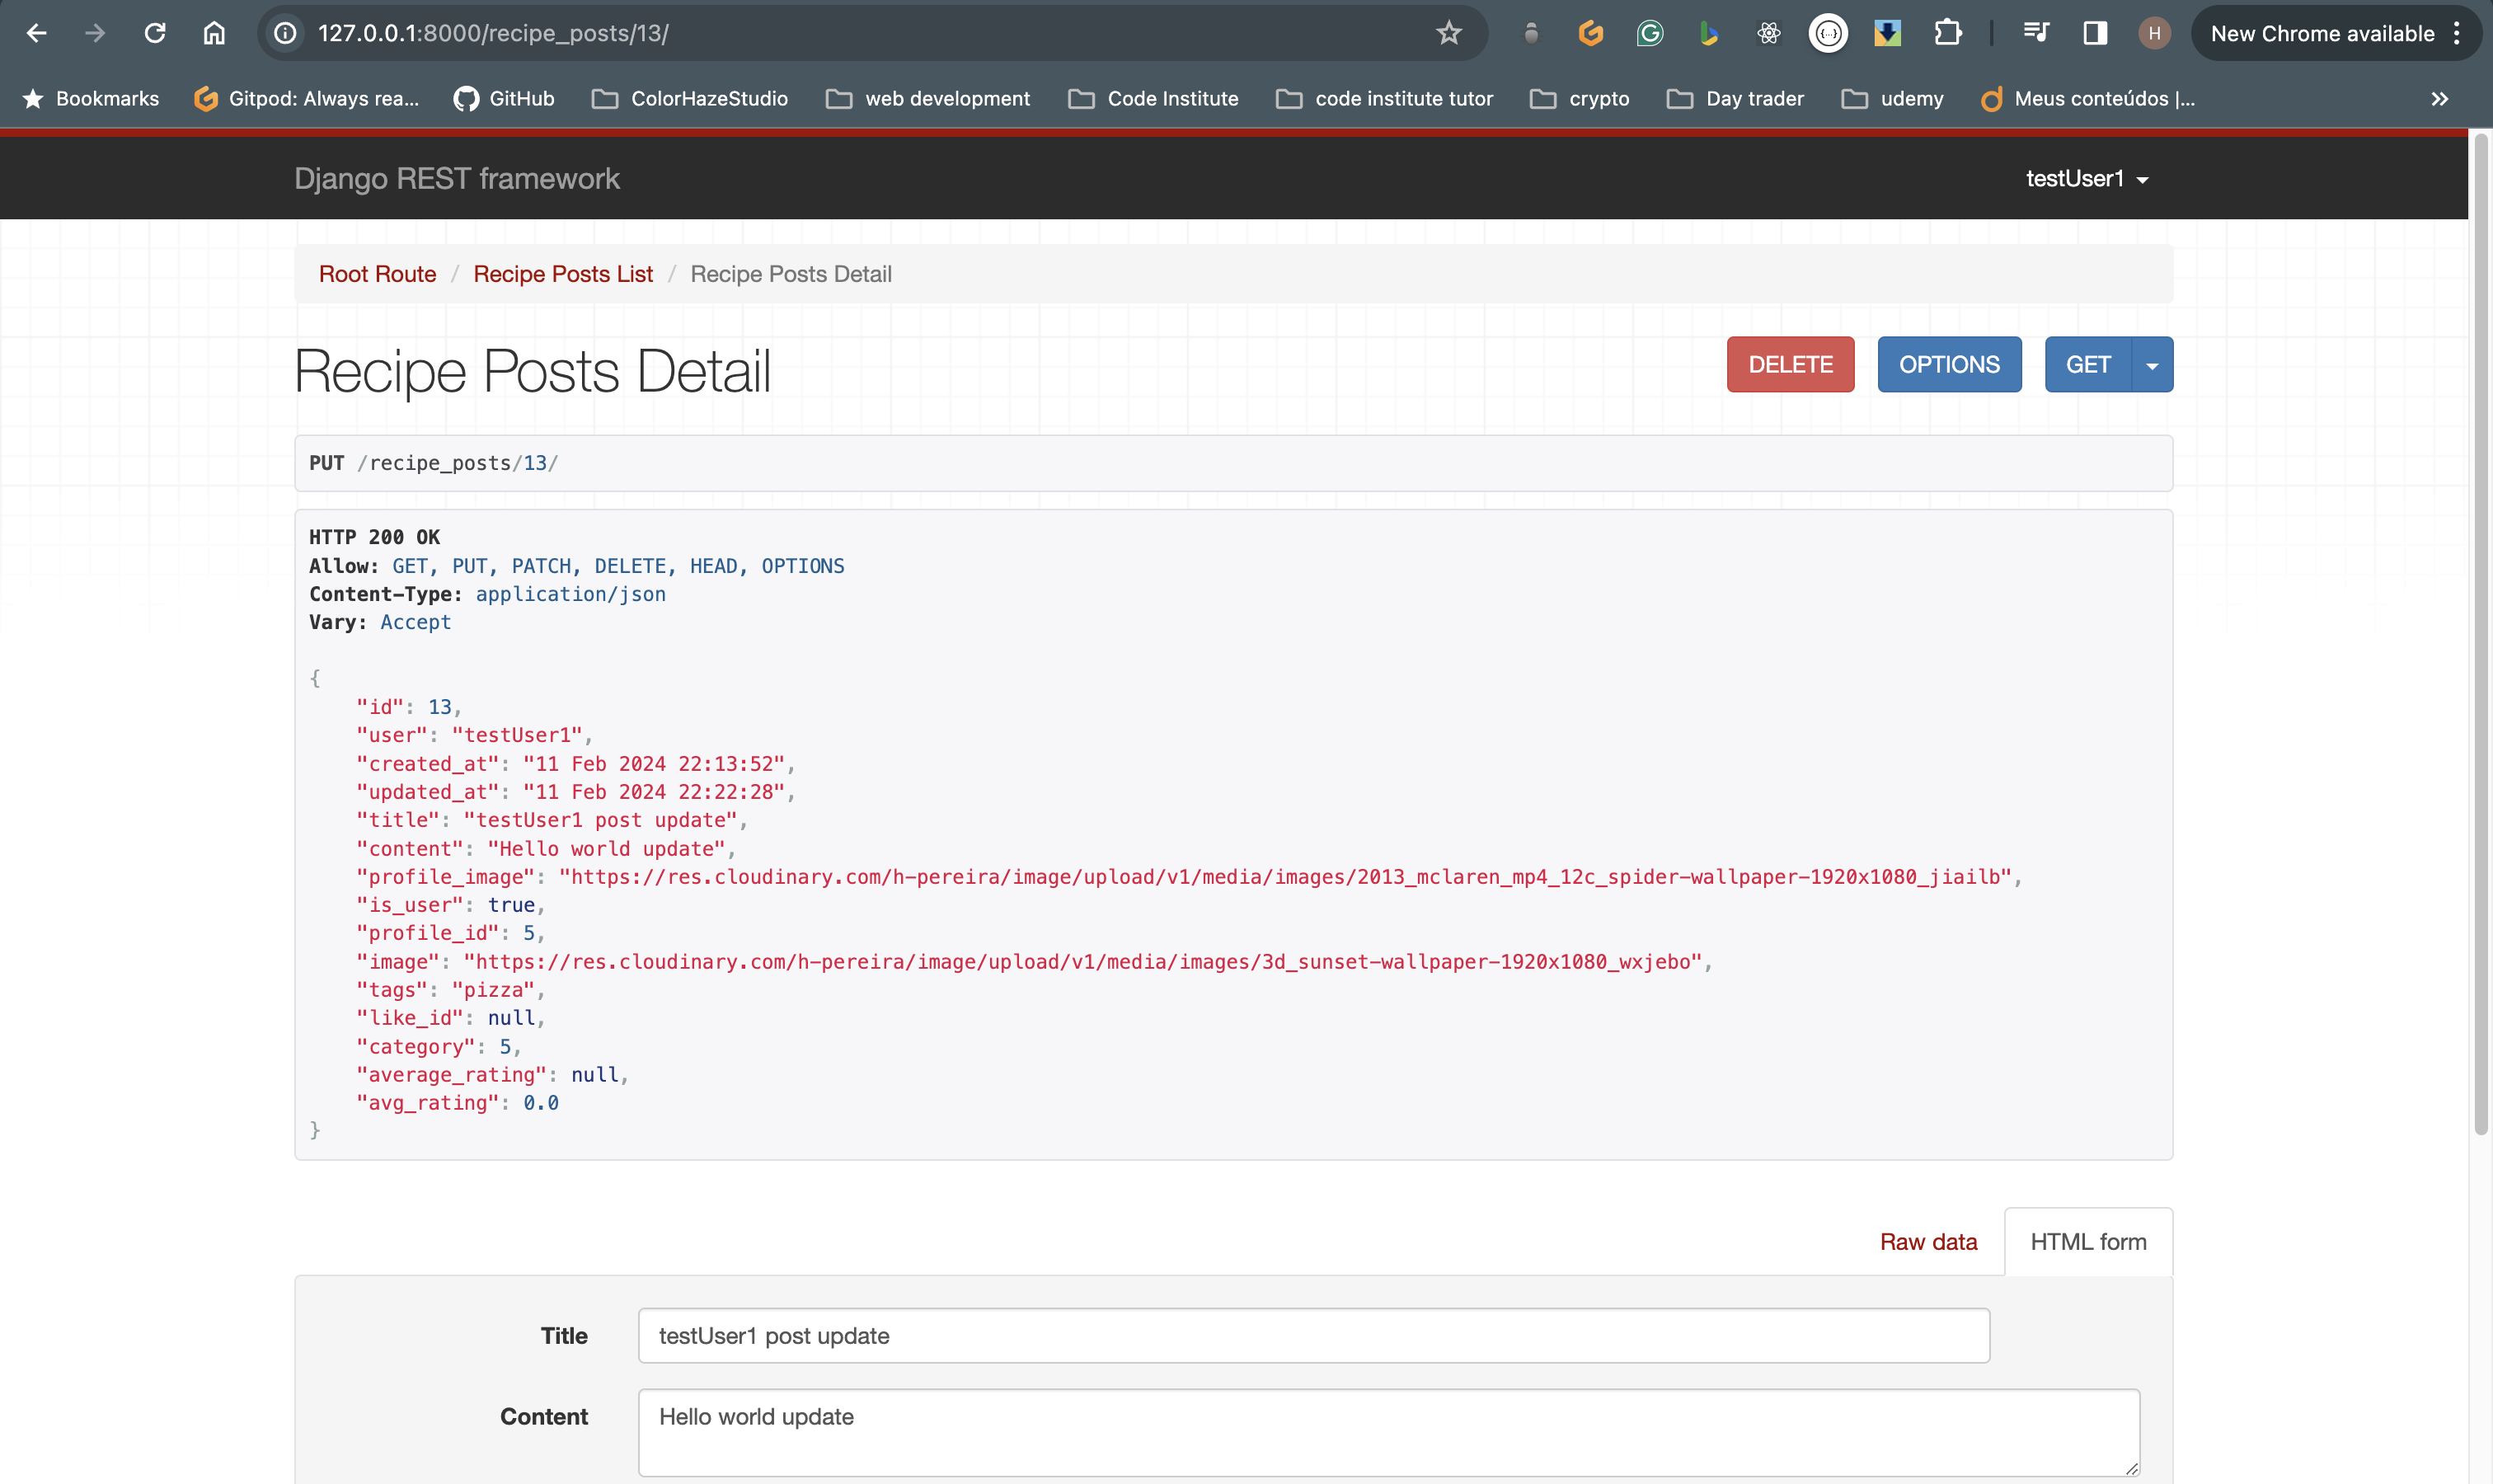 127.0.0.1:8000/recipe_posts/13/
H
New Chrome available
Bookmarks
Gitpod: Always rea...
GitHub
ColorHazeStudio
web development
Code Institute
code institute tutor
crypto
Day trader
udemy
Meus conteúdos |...
Django REST framework
testUser1
Root Route / Recipe Posts List / Recipe Posts Detail
Recipe Posts Detail
DELETE
OPTIONS
GET
PUT /recipe_posts/13/
HTTP 200 OK
Allow: GET, PUT, PATCH, DELETE, HEAD, OPTIONS
Content-Type: application/json
Vary: Accept
{
"id": 13,
"user": "testUser1",
"created_at": "11 Feb 2024 22:13:52",
"updated_at": "11 Feb 2024 22:22:28",
"title": "testUser1 post update",
"content": "Hello world update",
"profile_image": "https://res.cloudinary.com/h-pereira/image/upload/v1/media/images/2013_mclaren_mp4_12c_spider-wallpaper-1920x1080_jiailb",
"is_user": true,
"profile_id": 5,
"image": "https://res.cloudinary.com/h-pereira/image/upload/v1/media/images/3d_sunset-wallpaper-1920x1080_wxjebo",
"tags": "pizza",
"like_id": null,
"category": 5,
"average_rating": null,
"avg_rating": 0.0
}
Raw data
HTML form
Title
testUser1 post update
Content
Hello world update